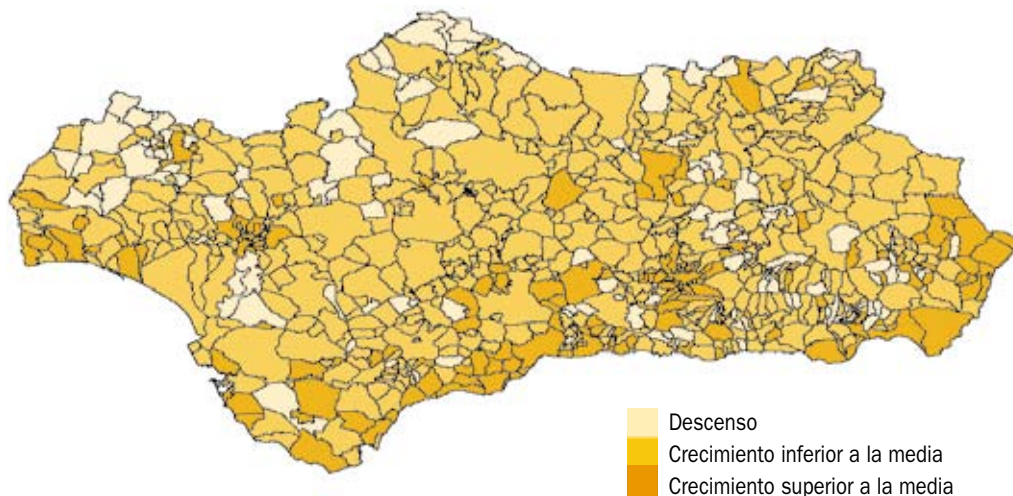 Descenso
Crecimiento inferior a la media
Crecimiento superior a la media